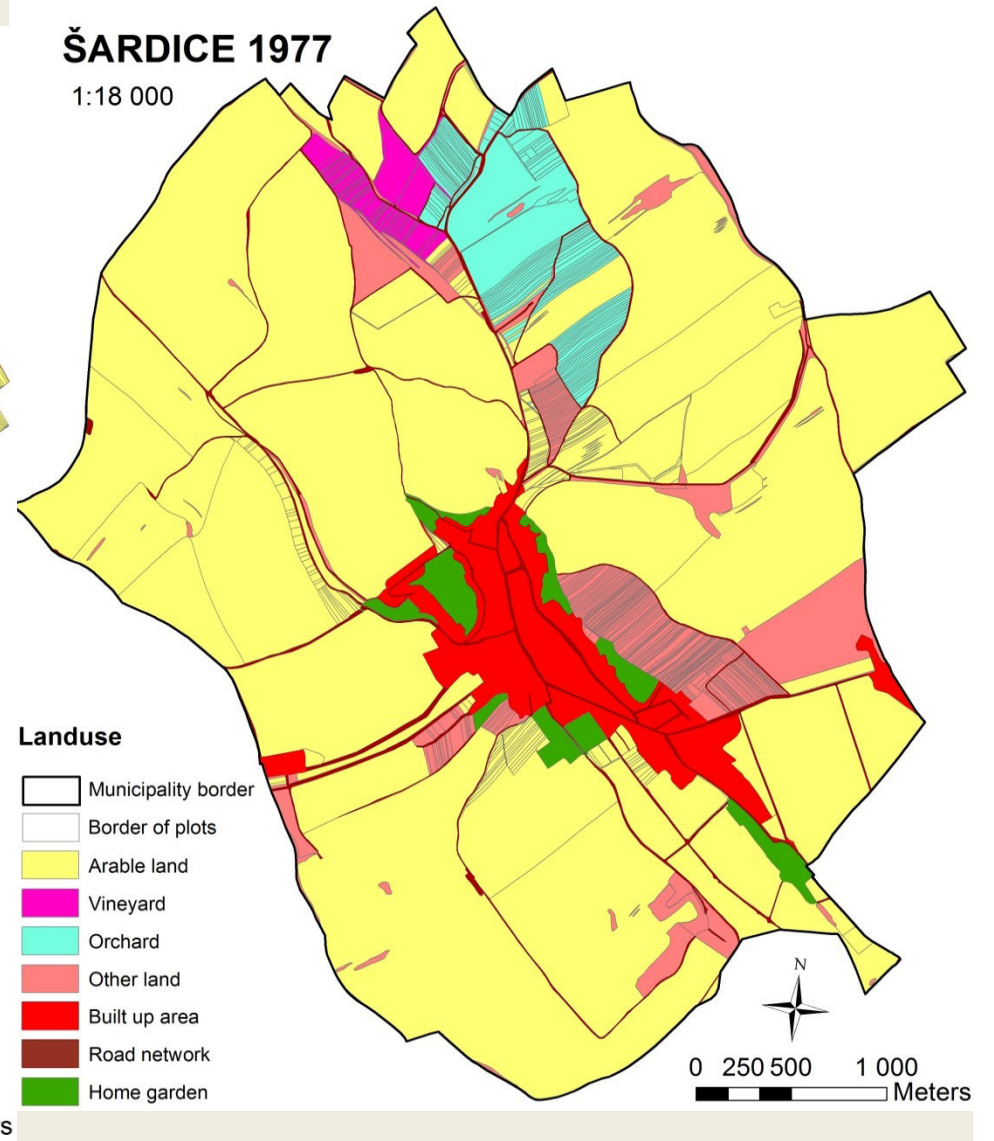 ŠARDICE 1977
1:18 000
Landuse
Municipality border
Border of plots
Arable land
Vineyard
Orchard
Other land
Built up area
Road network
Home garden
N
0 250 500 1 000
Meters
s